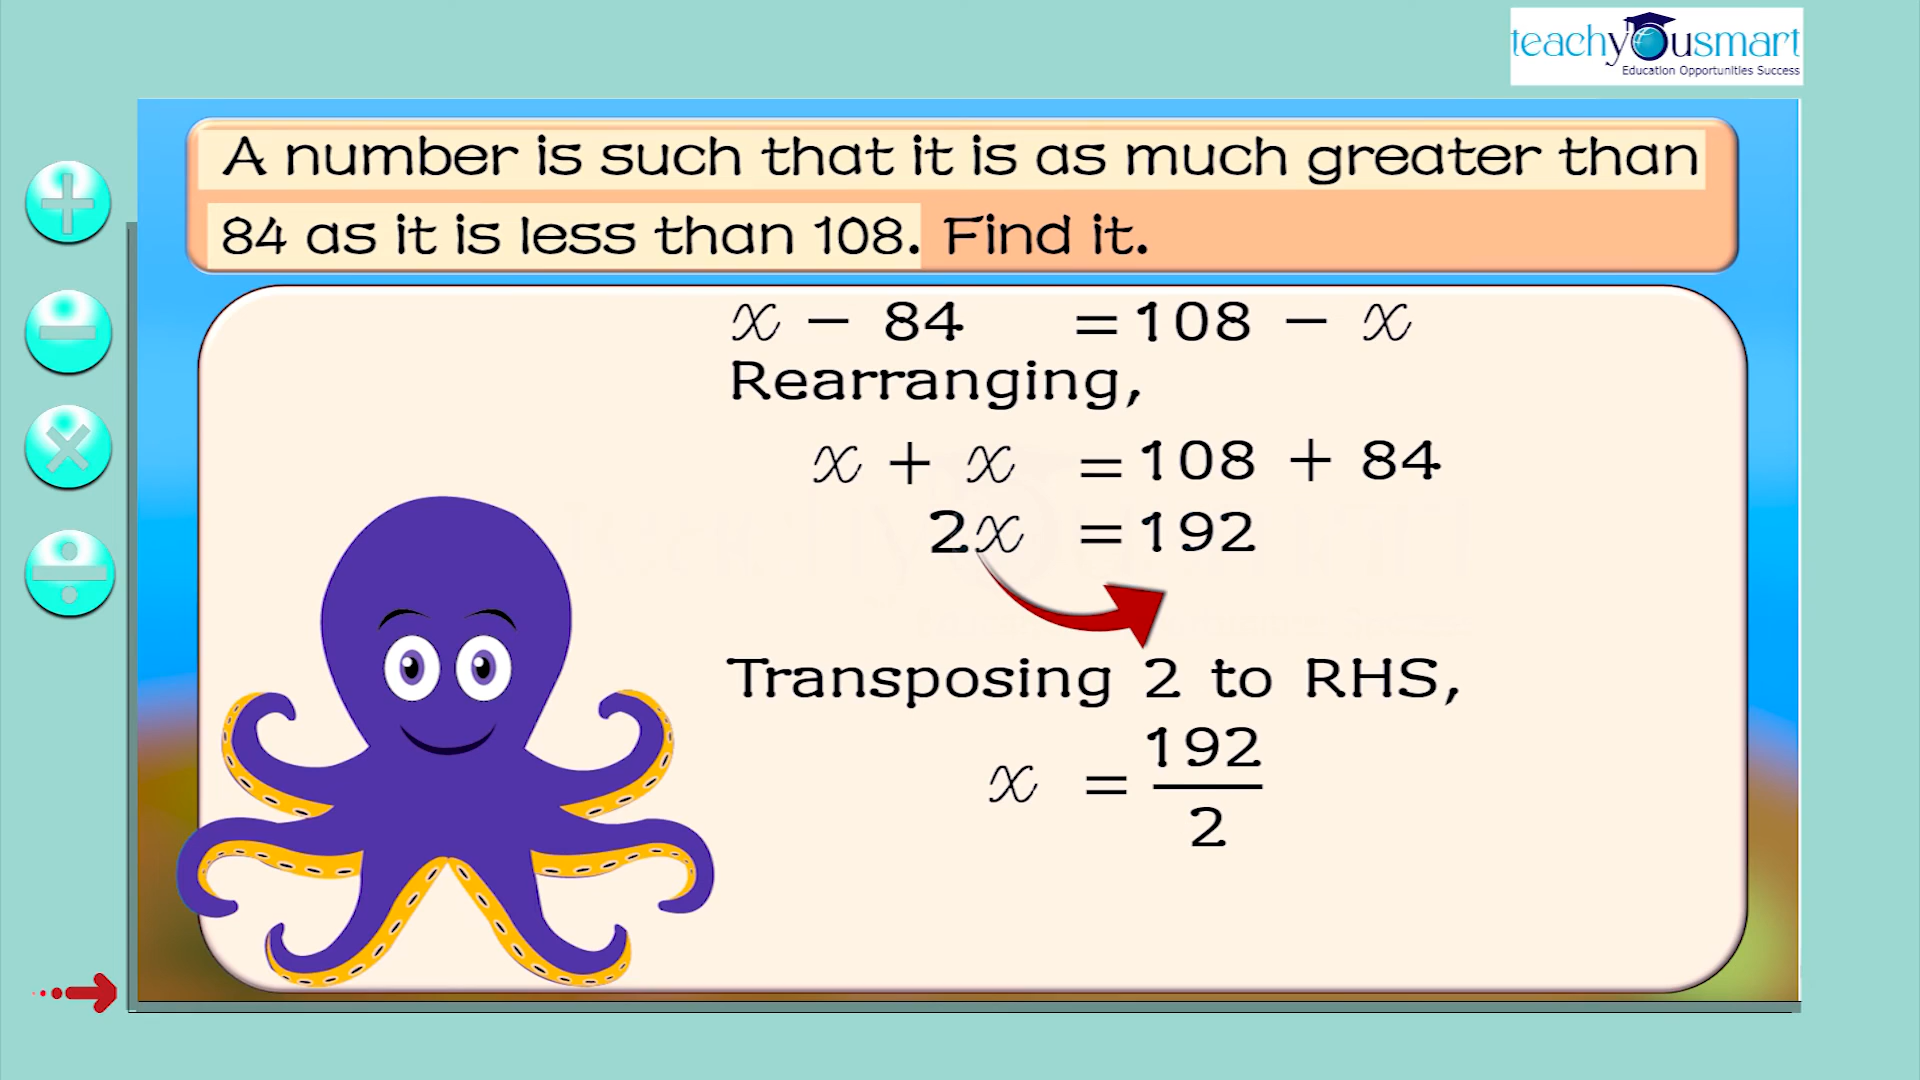 teachyousmart
Education Opportunities Success
A number is such that it is as much greater than
84 as it is less than 108. Find it.
x − 84 = 108 − x
Rearranging,
x + x = 108 + 84
2x = 192
Transposing 2 to RHS,
x = 192/2